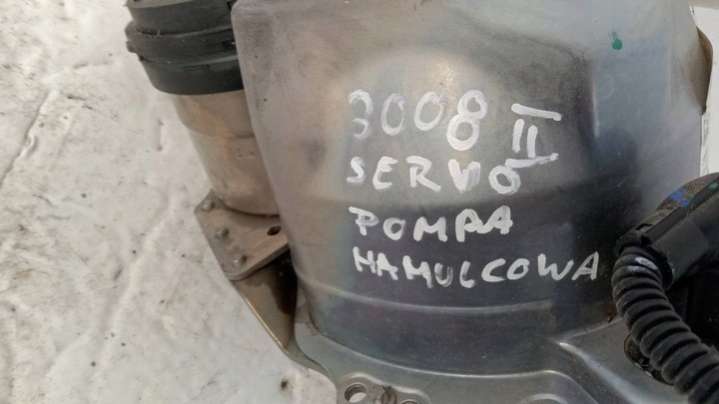 3008 II
SERVO
POMPA
HAMULCOWA